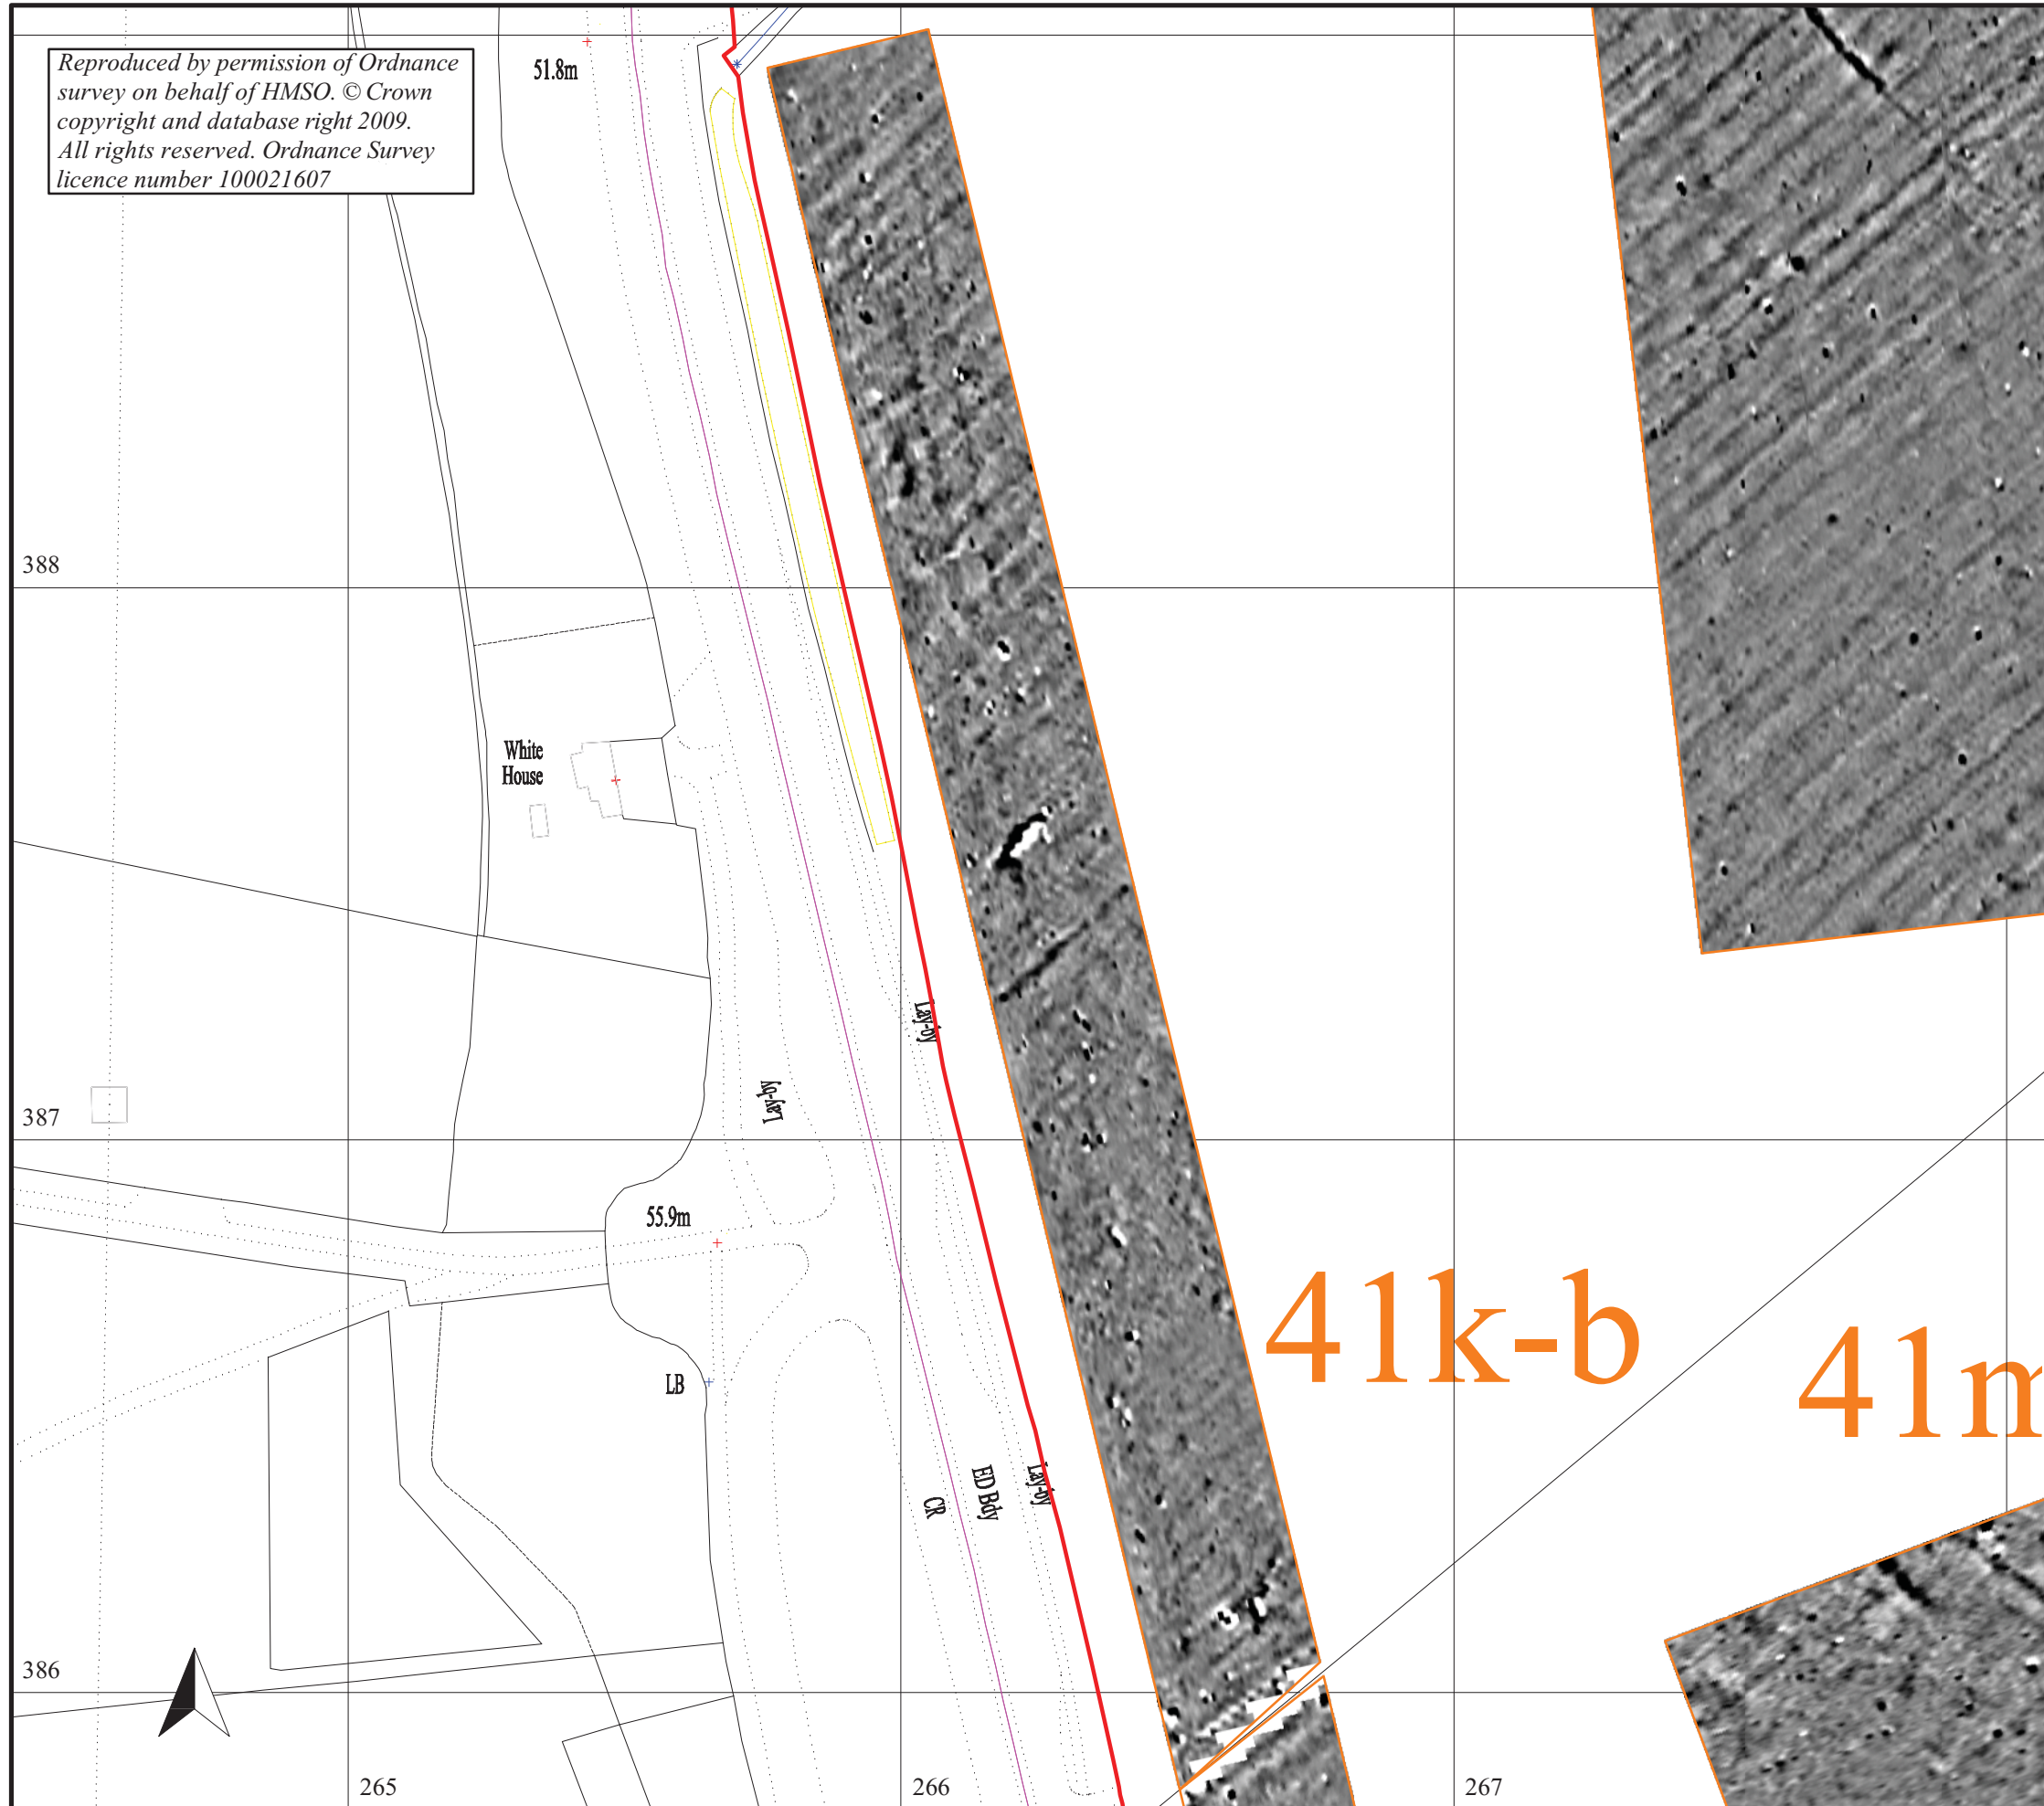 Reproduced by permission of Ordnance
survey on behalf of HMSO. © Crown
copyright and database right 2009.
All rights reserved. Ordnance Survey
licence number 100021607
51.8m
388
White
House
Lay-by
Lay-by
387
55.9m
41k-b
41m
LB
Lay-by
ED Bdy
CR
386
265
266
267